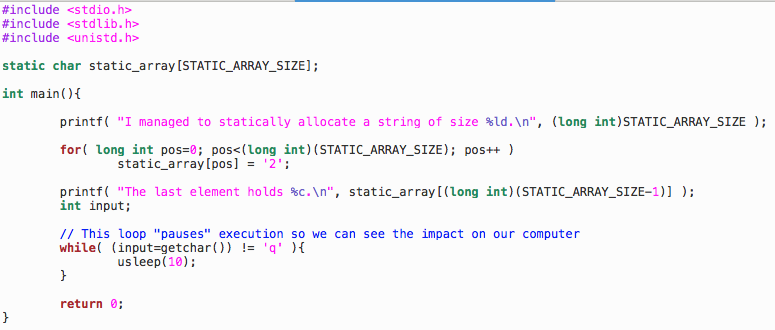 #include <stdio.h>
#include <stdlib.h>
#include <unistd.h>
static char static_array[STATIC_ARRAY_SIZE];
int main(){
printf( "I managed to statically allocate a string of size %ld.\n", (long int)STATIC_ARRAY_SIZE );
for( long int pos=0; pos<(long int)(STATIC_ARRAY_SIZE); pos++ )
static_array[pos] = '2';
printf( "The last element holds %c.\n", static_array[(long int)(STATIC_ARRAY_SIZE-1)] );
int input;
// This loop "pauses" execution so we can see the impact on our computer
while( (input=getchar()) != 'q' ){
usleep(10);
}
return 0;
}